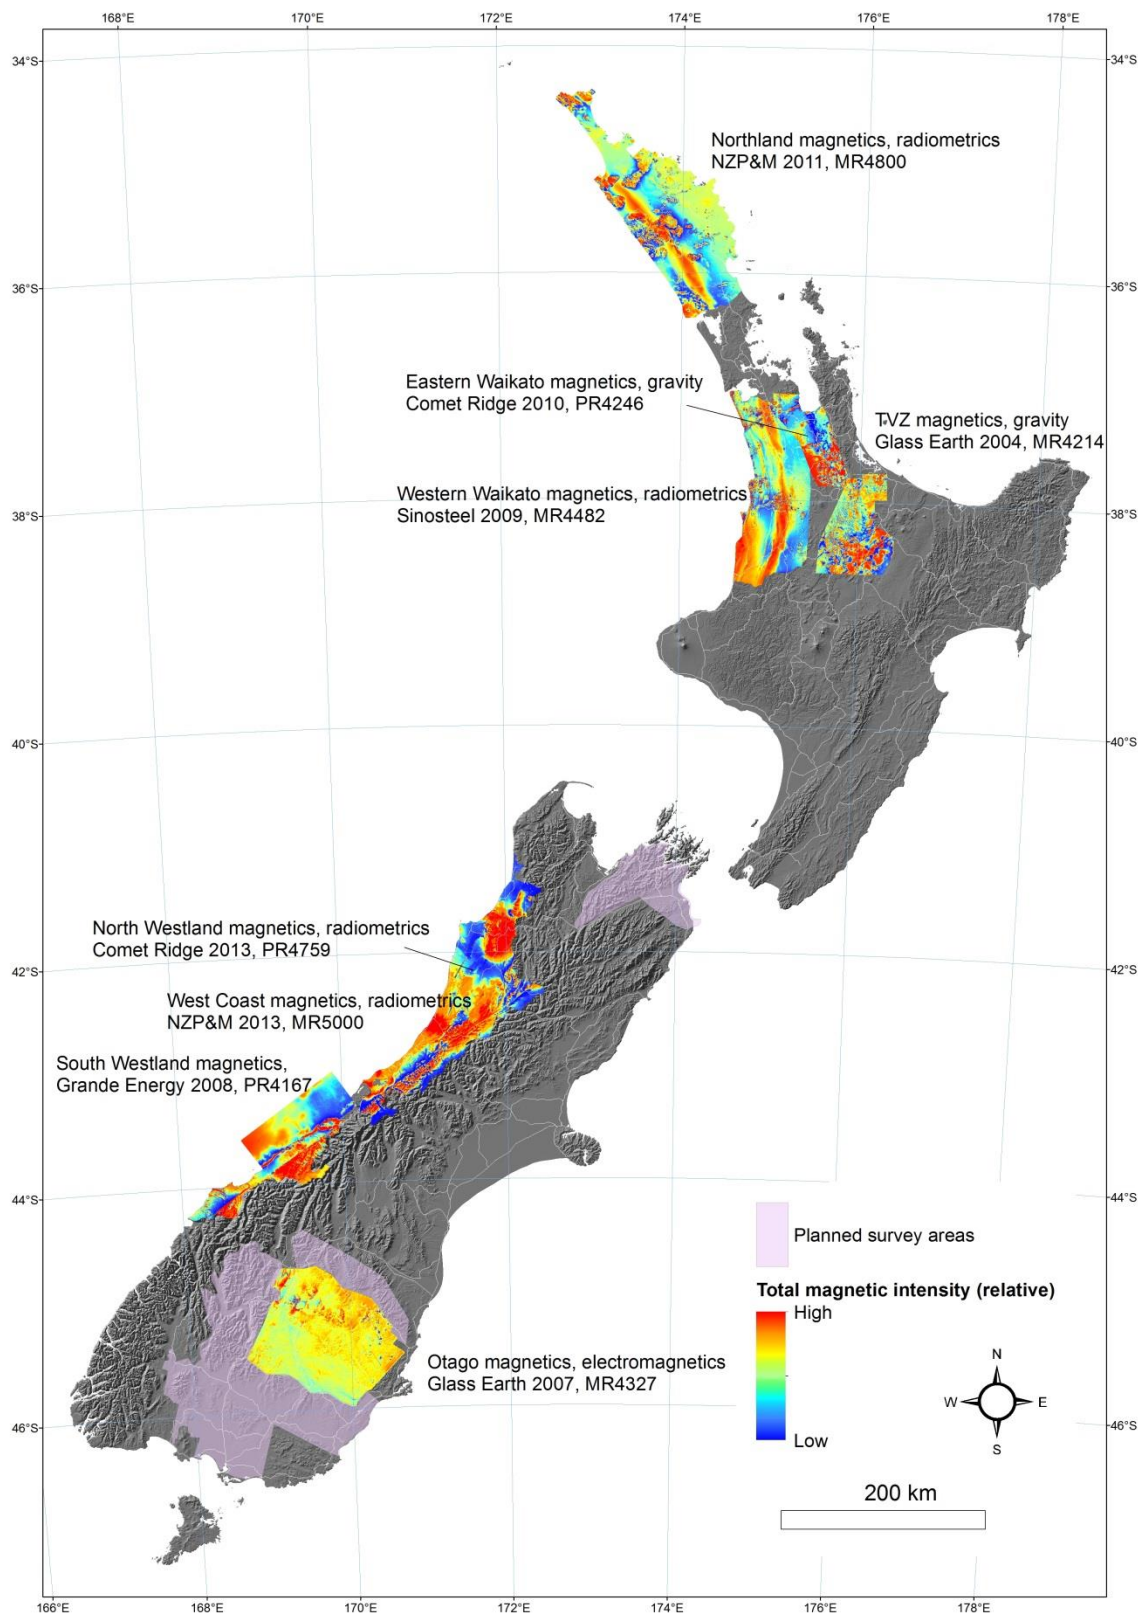 168°E 170°E 172°E 174°E 176°E 178°E
34°S 34°S
Northland magnetics, radiometrics
NZP&M 2011, MR4800
36°S 36°S
Eastern Waikato magnetics, gravity
Comet Ridge 2010, PR4246
TVZ magnetics, gravity
Glass Earth 2004, MR4214
Western Waikato magnetics, radiometrics
Sinosteel 2009, MR4482
38°S 38°S
40°S 40°S
North Westland magnetics, radiometrics
Comet Ridge 2013, PR4759
42°S 42°S
West Coast magnetics, radiometrics
NZP&M 2013, MR5000
South Westland magnetics,
Grande Energy 2008, PR4167
44°S 44°S
Planned survey areas
Total magnetic intensity (relative)
High
Low
Otago magnetics, electromagnetics
Glass Earth 2007, MR4327
N
W E
S
46°S 46°S
200 km
166°E 168°E 170°E 172°E 174°E 176°E 178°E